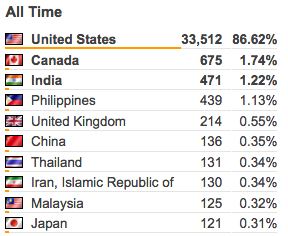 All Time
United States 33,512 86.62%
Canada 675 1.74%
India 471 1.22%
Philippines 439 1.13%
United Kingdom 214 0.55%
China 136 0.35%
Thailand 131 0.34%
Iran, Islamic Republic of 130 0.34%
Malaysia 125 0.32%
Japan 121 0.31%